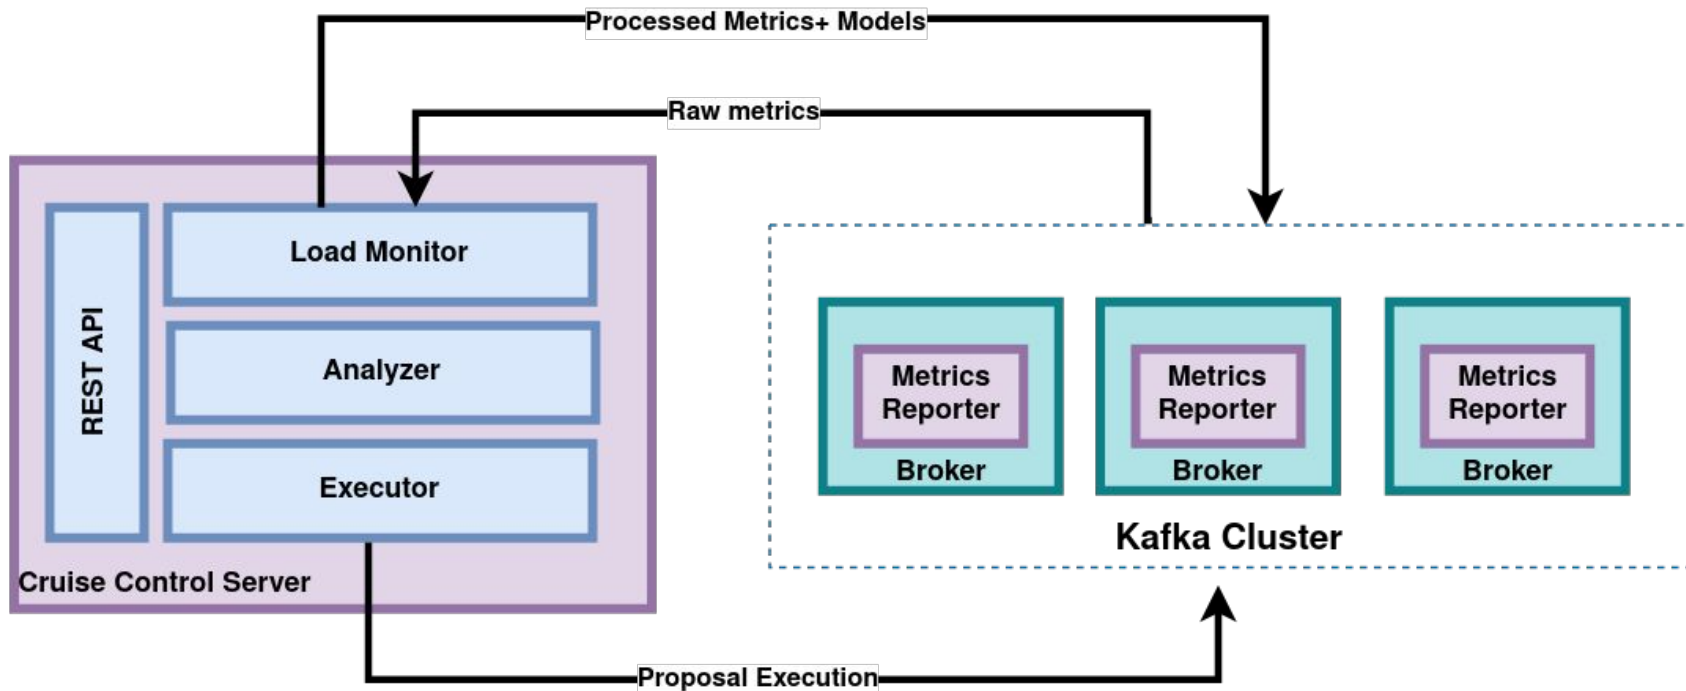 Processed Metrics+ Models
Raw metrics
REST API
Load Monitor
Analyzer
Executor
Cruise Control Server
Metrics
Reporter
Broker
Metrics
Reporter
Broker
Metrics
Reporter
Broker
Kafka Cluster
Proposal Execution